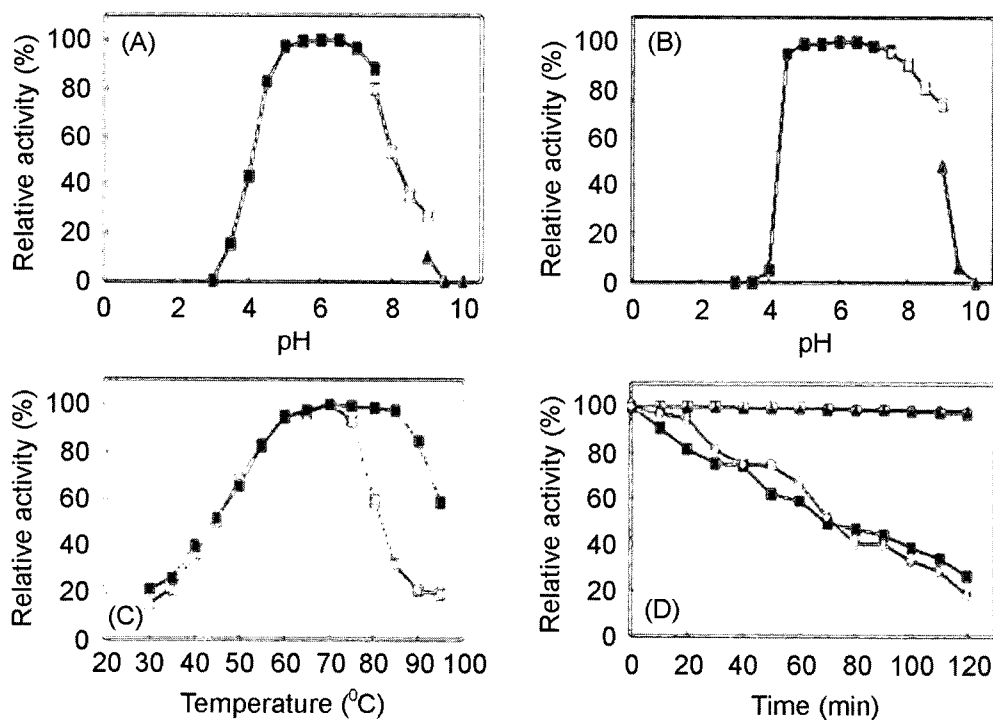 (A)
Relative activity (%)
100
80
60
40
20
0
0 2 4 6 8 10
pH
(B)
Relative activity (%)
100
80
60
40
20
0
0 2 4 6 8 10
pH
(C)
Relative activity (%)
100
80
60
40
20
0
20 30 40 50 60 70 80 90 100
Temperature (⁰C)
(D)
Relative activity (%)
100
80
60
40
20
0
0 20 40 60 80 100 120
Time (min)